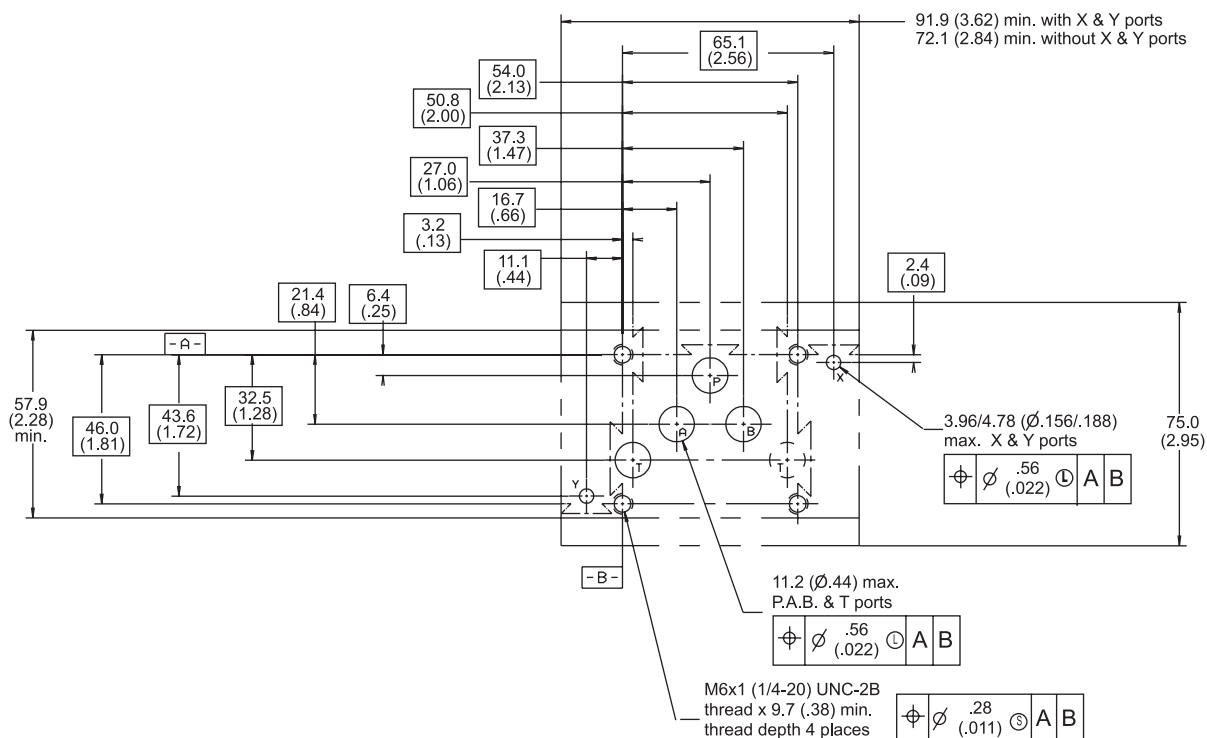 91.9 (3.62) min. with X & Y ports
72.1 (2.84) min. without X & Y ports
65.1
(2.56)
54.0
(2.13)
50.8
(2.00)
37.3
(1.47)
27.0
(1.06)
16.7
(.66)
3.2
(.13)
11.1
(.44)
2.4
(.09)
21.4
(.84)
6.4
(.25)
-A-
57.9
(2.28)
min.
46.0
(1.81)
43.6
(1.72)
32.5
(1.28)
P
X
A
B
T
T
Y
75.0
(2.95)
3.96/4.78 (Ø.156/.188)
max. X & Y ports
⌖ Ø .56 (.022) Ⓛ A B
-B-
11.2 (Ø.44) max.
P.A.B. & T ports
⌖ Ø .56 (.022) Ⓛ A B
M6x1 (1/4-20) UNC-2B
thread x 9.7 (.38) min.
thread depth 4 places
⌖ Ø .28 (.011) Ⓢ A B